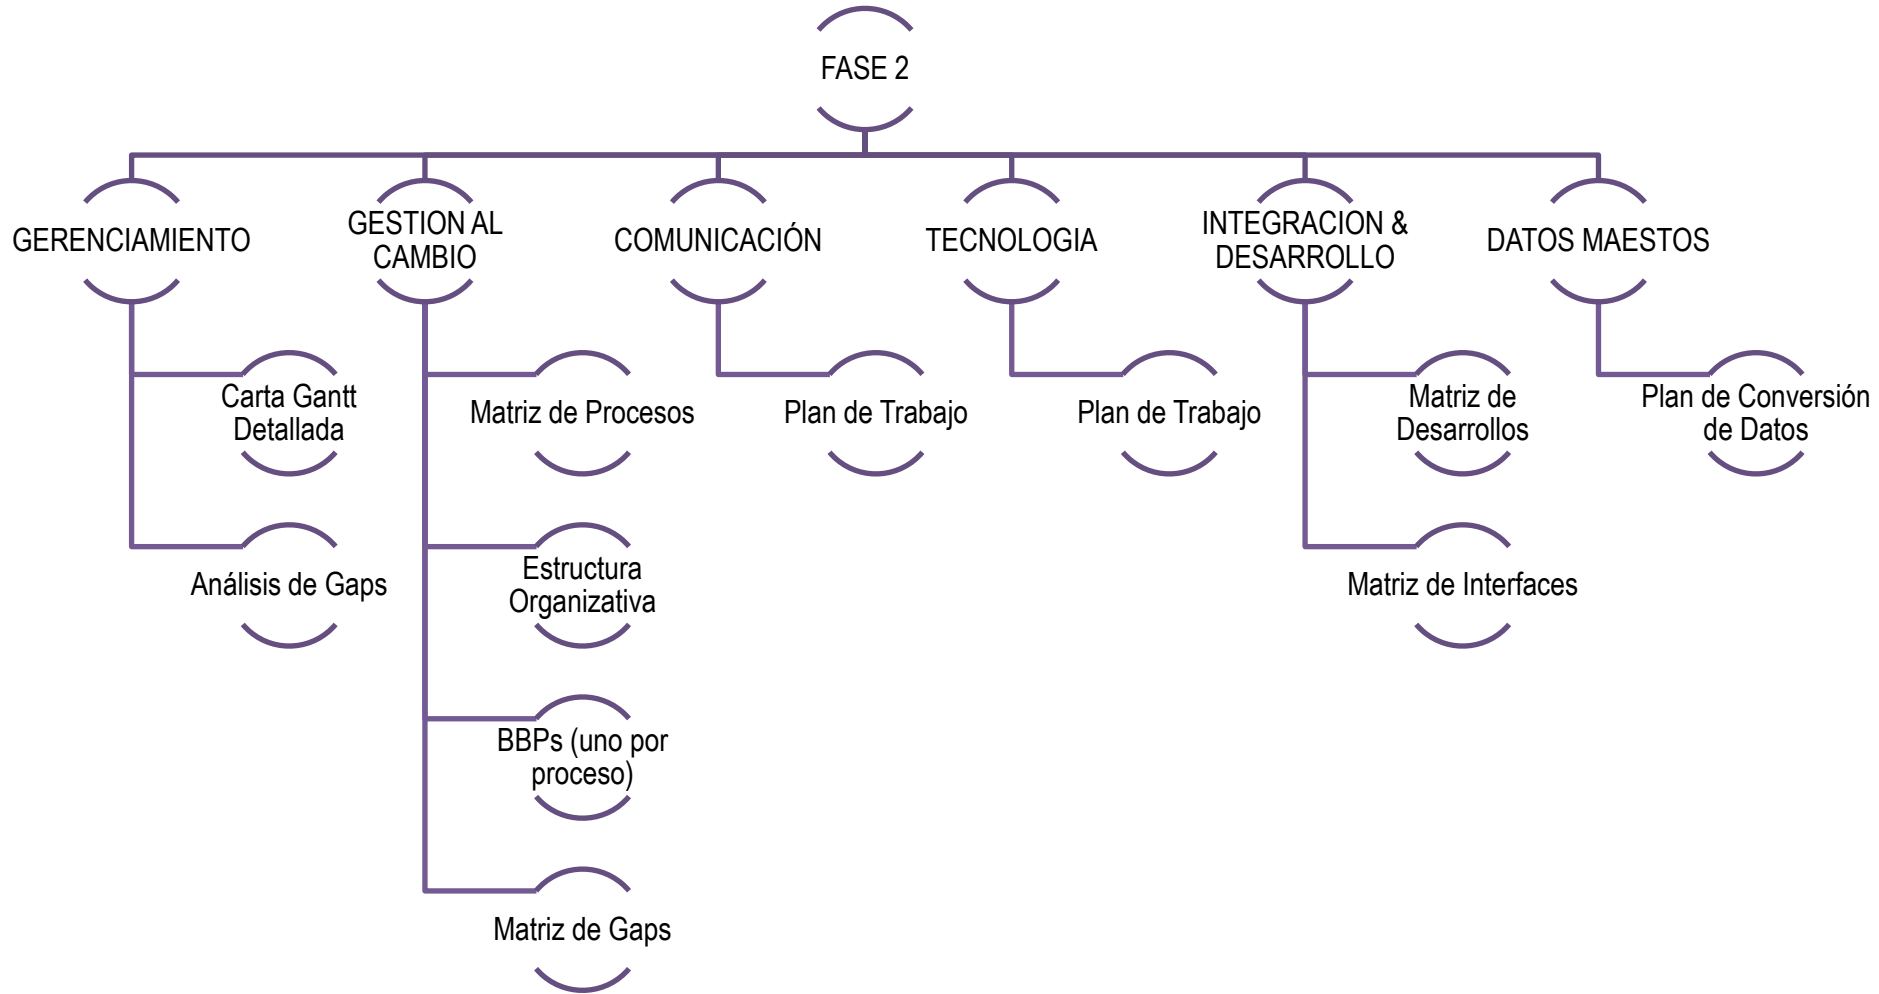 FASE 2
GERENCIAMIENTO
GESTION AL
CAMBIO
COMUNICACIÓN
TECNOLOGIA
INTEGRACION &
DESARROLLO
DATOS MAESTOS
Carta Gantt
Detallada
Matriz de Procesos
Plan de Trabajo
Plan de Trabajo
Matriz de
Desarrollos
Plan de Conversión
de Datos
Análisis de Gaps
Estructura
Organizativa
Matriz de Interfaces
BBPs (uno por
proceso)
Matriz de Gaps